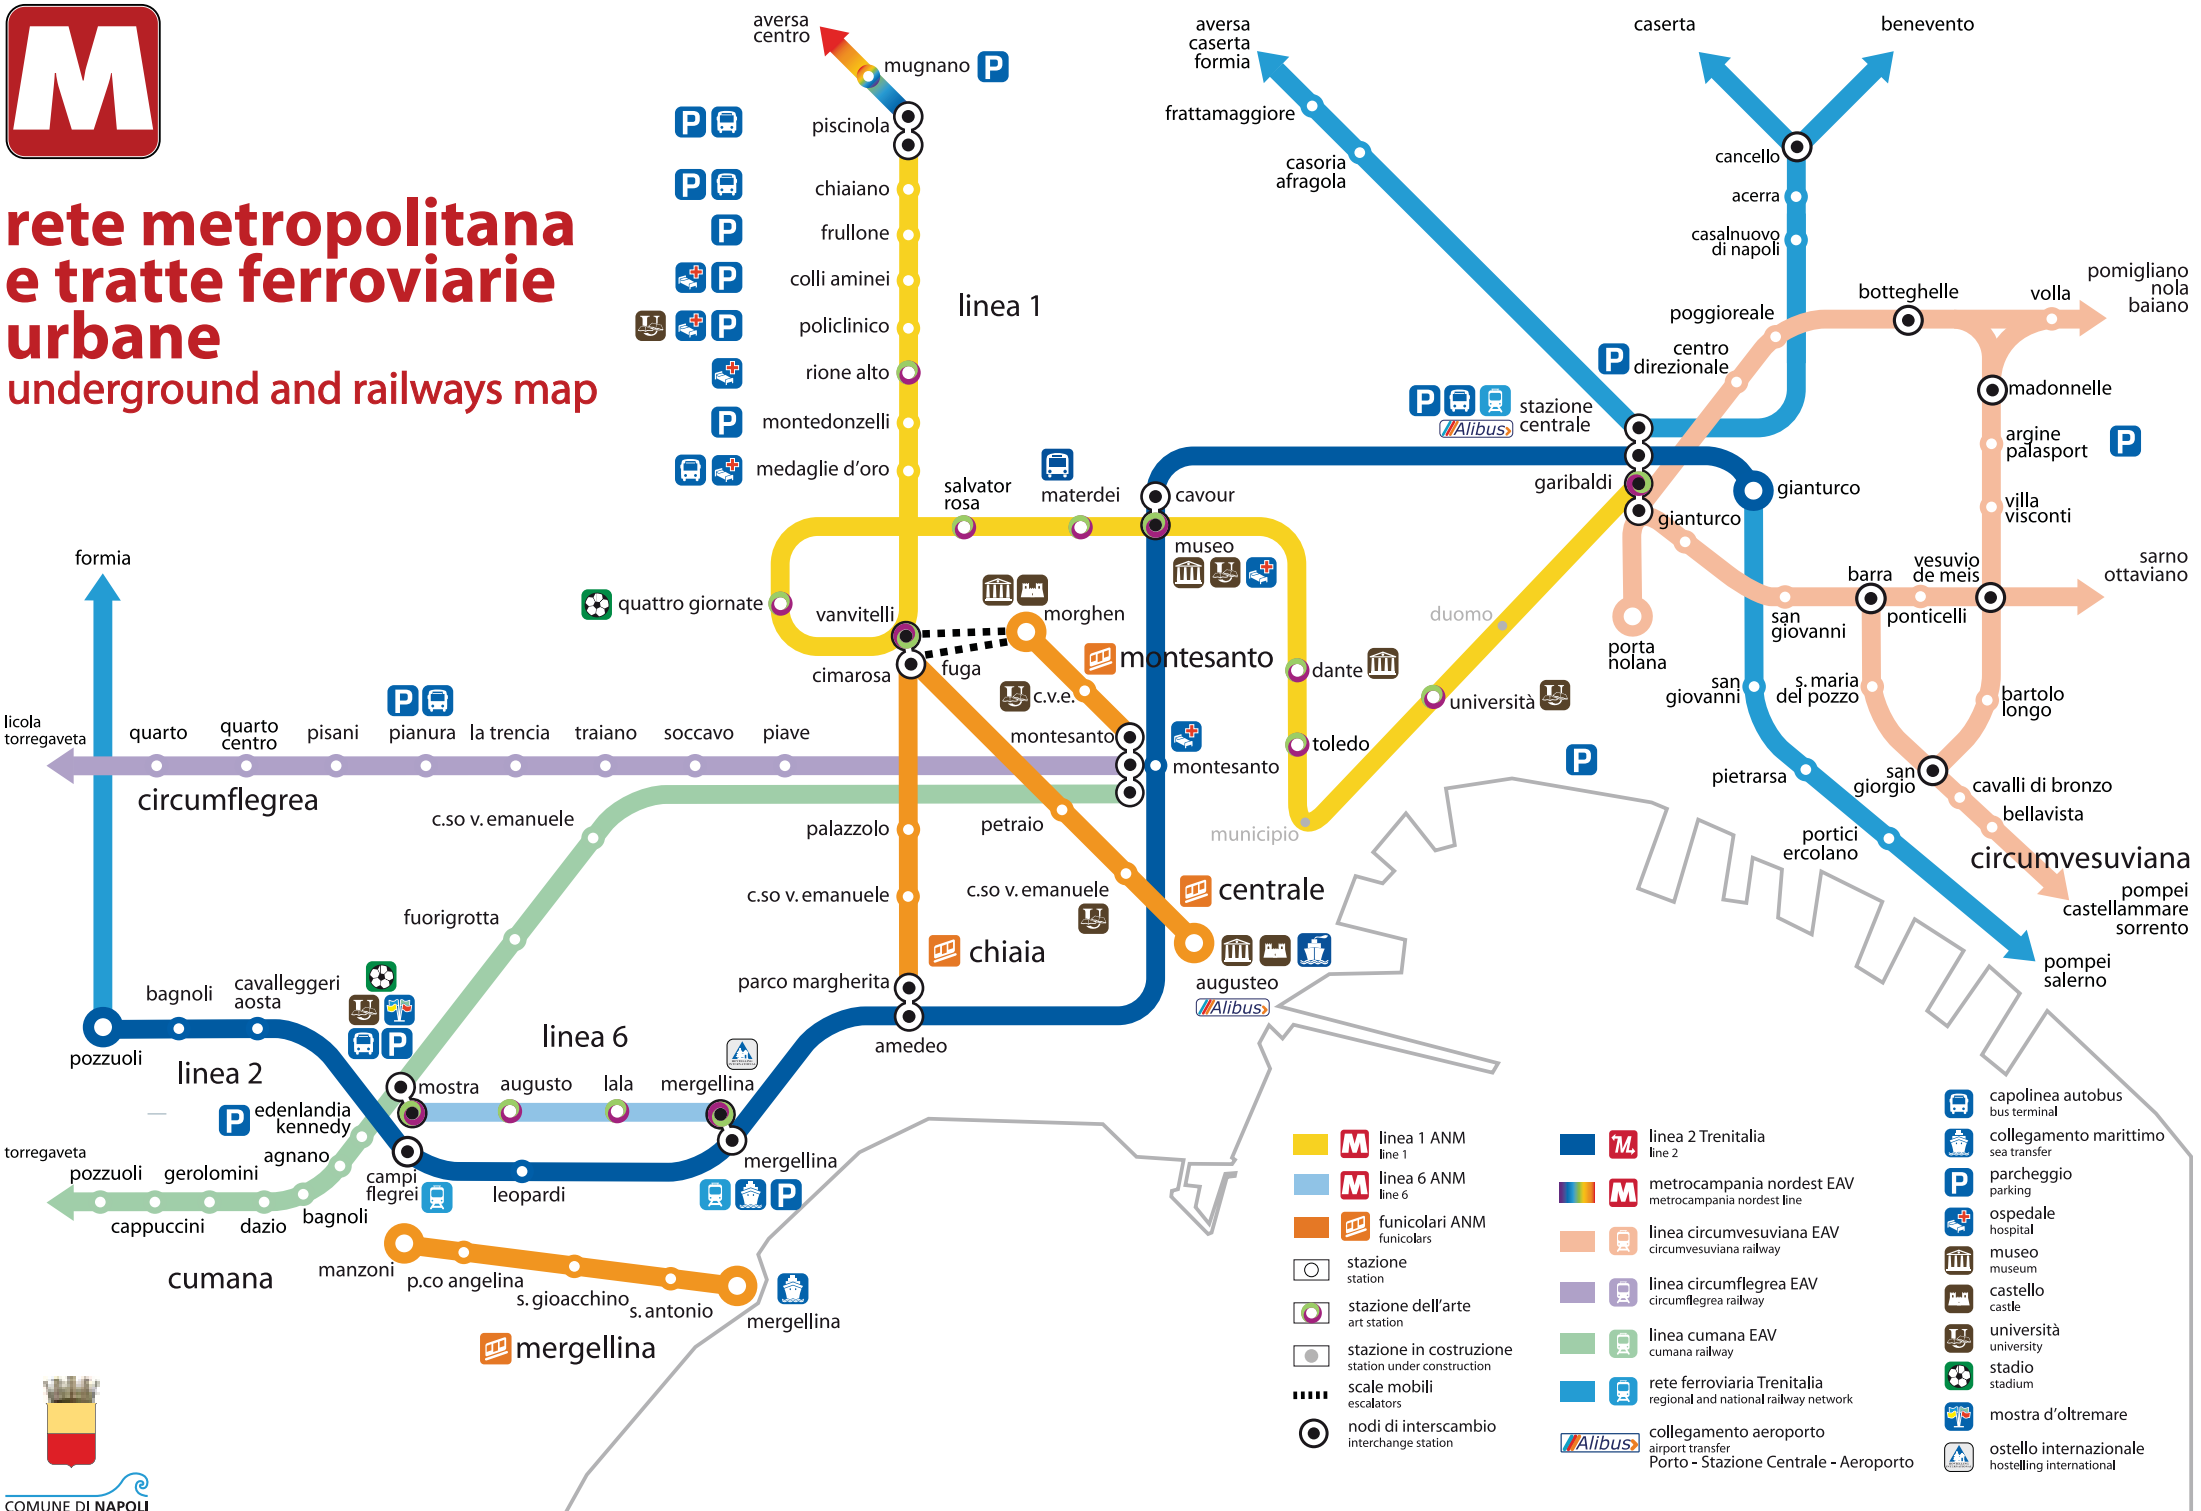 M
rete metropolitana
e tratte ferroviarie
urbane
underground and railways map
aversa
centro
mugnano P
P piscinola
P chiaiano
P frullone
P colli aminei
linea 1
U P policlinico
rione alto
P montedonzelli
medaglie d'oro
salvator
rosa
materdei
cavour
museo
U
quattro giornate
vanvitelli
morghen
cimarosa
fuga
montesanto
U c.v.e.
montesanto
montesanto
dante
toledo
università U
duomo
municipio
P
aversa
caserta
formia
frattamaggiore
casoria
afragola
caserta
benevento
cancello
acerra
casalnuovo
di napoli
pomigliano
nola
baiano
botteghelle
volla
poggioreale
centro
direzionale
P
madonnelle
P stazione
Alibus centrale
argine
palasport
P
garibaldi
gianturco
gianturco
villa
visconti
vesuvio
de meis
sarno
ottaviano
barra
san
giovanni
ponticelli
porta
nolana
san
giovanni
s. maria
del pozzo
bartolo
longo
pietrarsa
san
giorgio
cavalli di bronzo
bellavista
portici
ercolano
circumvesuviana
pompei
castellammare
sorrento
pompei
salerno
formia
licola
torregaveta
quarto
quarto
centro
pisani
P
pianura
la trencia
traiano
soccavo
piave
circumflegrea
c.so v. emanuele
fuorigrotta
palazzolo
petraio
c.so v. emanuele
c.so v. emanuele
U
centrale
chiaia
augusteo
Alibus
parco margherita
amedeo
bagnoli
cavalleggeri
aosta
U
P
pozzuoli
linea 2
linea 6
mostra
augusto
lala
mergellina
P edenlandia
kennedy
agnano
torregaveta
pozzuoli
gerolomini
cappuccini
dazio
bagnoli
campi
flegrei
leopardi
mergellina
P
cumana
manzoni
p.co angelina
s. gioacchino
s. antonio
mergellina
mergellina
COMUNE DI NAPOLI
M linea 1 ANM
line 1
M linea 6 ANM
line 6
funicolari ANM
funicolars
stazione
station
stazione dell'arte
art station
stazione in costruzione
station under construction
scale mobili
escalators
nodi di interscambio
interchange station
M linea 2 Trenitalia
line 2
M metrocampania nordest EAV
metrocampania nordest line
linea circumvesuviana EAV
circumvesuviana railway
linea circumflegrea EAV
circumflegrea railway
linea cumana EAV
cumana railway
rete ferroviaria Trenitalia
regional and national railway network
Alibus collegamento aeroporto
airport transfer
Porto - Stazione Centrale - Aeroporto
capolinea autobus
bus terminal
collegamento marittimo
sea transfer
P parcheggio
parking
ospedale
hospital
museo
museum
castello
castle
U università
university
stadio
stadium
mostra d'oltremare
ostello internazionale
hostelling international